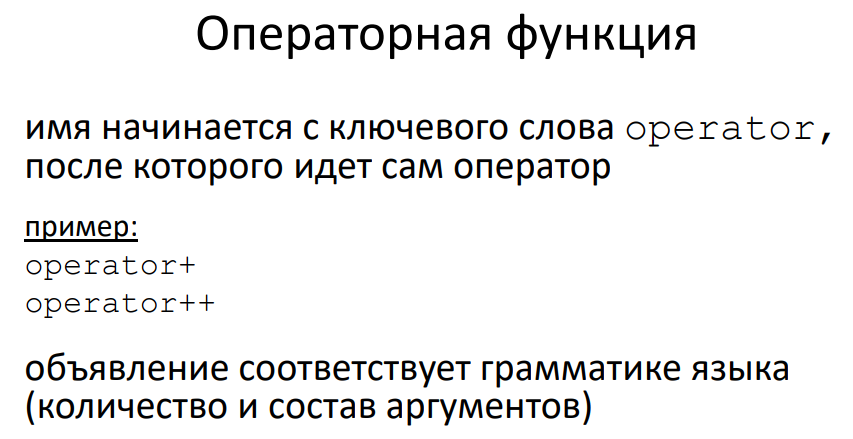 Операторная функция
имя начинается с ключевого слова operator,
после которого идет сам оператор
пример:
operator+
operator++
объявление соответствует грамматике языка
(количество и состав аргументов)